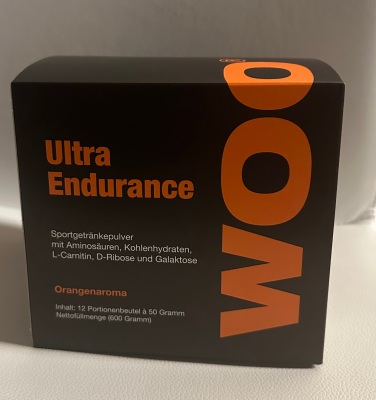 Ultra
Endurance
Sportgetränkepulver
mit Aminosäuren, Kohlenhydraten,
L-Carnitin, D-Ribose und Galaktose
Orangenaroma
Inhalt: 12 Portionenbeutel à 50 Gramm
Nettofüllmenge (600 Gramm)
WOO